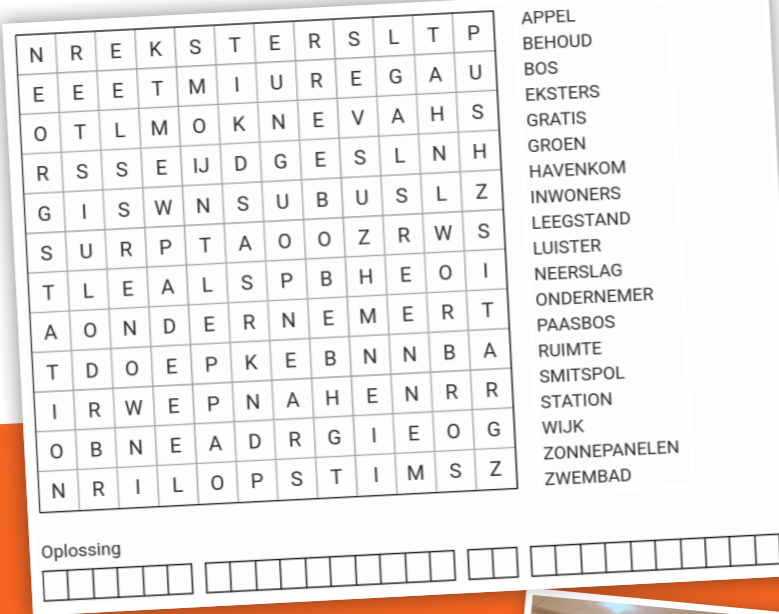 N R E K S T E R S L T P
E E E T M I U R E G A U
O T L M O K N E V A H S
R S S E IJ D G E S L N H
G I S W N S U B U S L Z
S U R P T A O O Z R W S
T L E A L S P B H E O I
A O N D E R N E M E R T
T D O E P K E B N N B A
I R W E P N A H E N R R
O B N E A D R G I E O G
N R I L O P S T I M S Z
APPEL
BEHOUD
BOS
EKSTERS
GRATIS
GROEN
HAVENKOM
INWONERS
LEEGSTAND
LUISTER
NEERSLAG
ONDERNEMER
PAASBOS
RUIMTE
SMITSPOL
STATION
WIJK
ZONNEPANELEN
ZWEMBAD
Oplossing